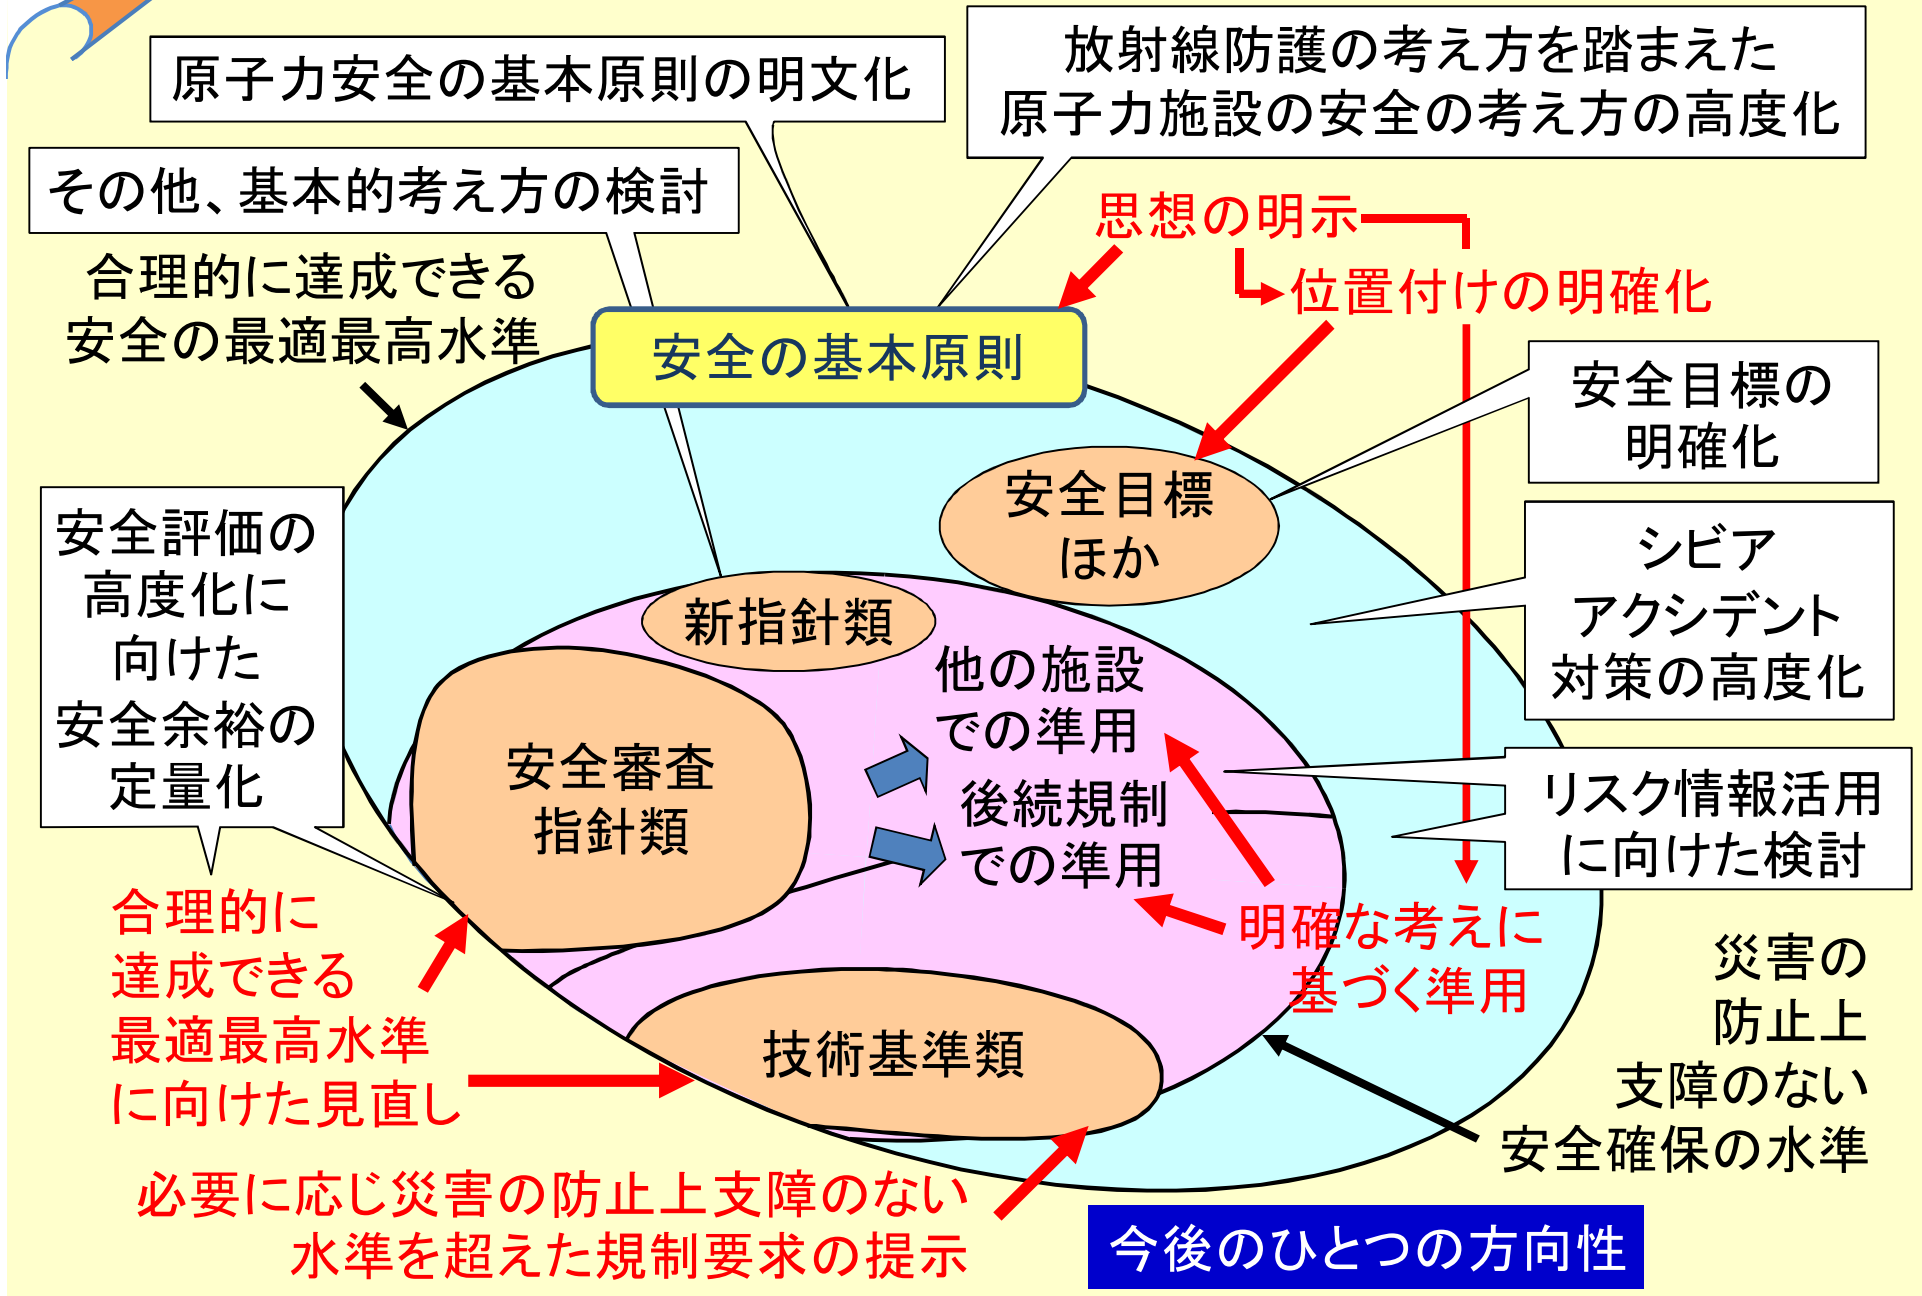 原子力安全の基本原則の明文化
放射線防護の考え方を踏まえた
原子力施設の安全の考え方の高度化
その他、基本的考え方の検討
思想の明示
合理的に達成できる
安全の最適最高水準
位置付けの明確化
安全の基本原則
安全目標の
明確化
安全目標
ほか
安全評価の
高度化に
向けた
安全余裕の
定量化
シビア
アクシデント
対策の高度化
新指針類
他の施設
での準用
安全審査
指針類
後続規制
での準用
リスク情報活用
に向けた検討
合理的に
達成できる
最適最高水準
に向けた見直し
明確な考えに
基づく準用
災害の
防止上
支障のない
安全確保の水準
技術基準類
必要に応じ災害の防止上支障のない
水準を超えた規制要求の提示
今後のひとつの方向性